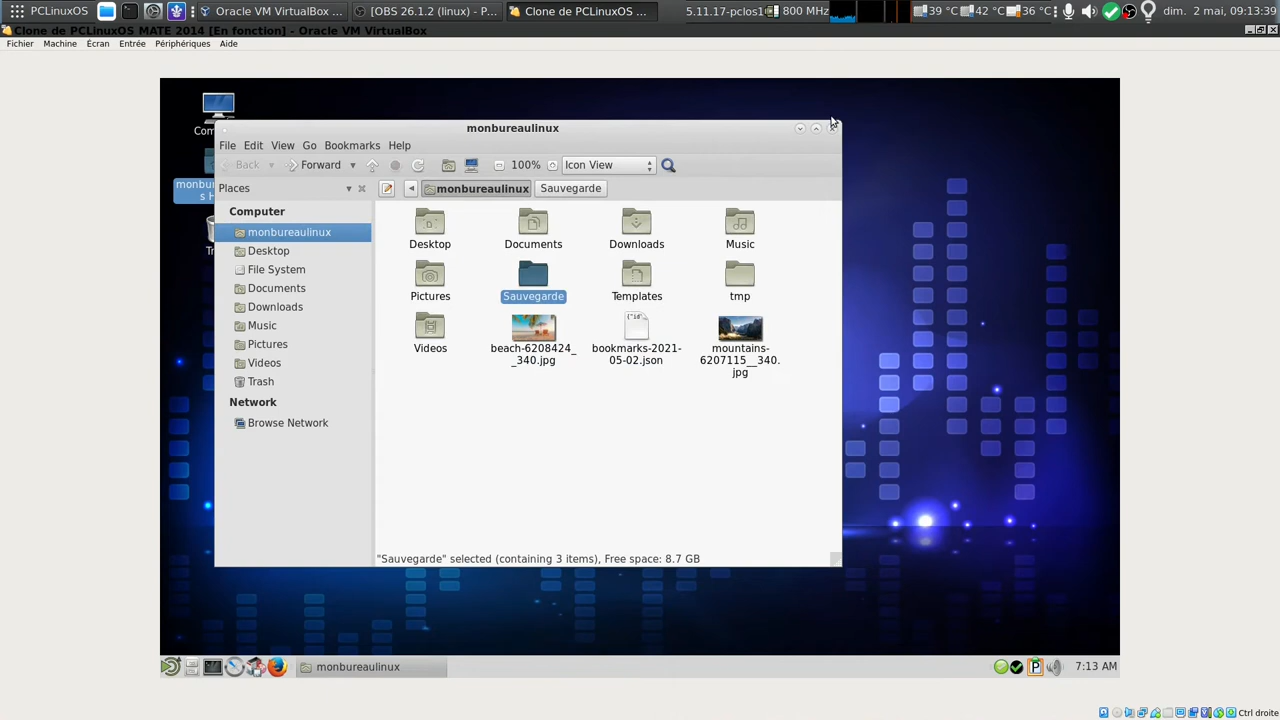 PCLinuxOS
Oracle VM VirtualBox ...
[OBS 26.1.2 (linux) - P...
Clone de PCLinuxOS ...
5.1.117-pclos1
800MHz
39 °C
42 °C
36 °C
dim. 2 mai, 09:13:39
Clone de PCLinuxOS MATE 2014 [En fonction] - Oracle VM VirtualBox
Fichier Machine Écran Entrée Périphériques Aide
monbureaulinux
File Edit View Go Bookmarks Help
Back Forward 100% Icon View
Places monbureaulinux Sauvegarde
Computer
monbureaulinux
Desktop
File System
Documents
Downloads
Music
Pictures
Videos
Trash
Network
Browse Network
Desktop
Documents
Downloads
Music
Pictures
Sauvegarde
Templates
tmp
Videos
beach-6208424_
_340.jpg
{"id"
bookmarks-2021-
05-02.json
mountains-
6207115__340.
jpg
"Sauvegarde" selected (containing 3 items), Free space: 8.7 GB
monbureaulinux
7:13 AM
Ctrl droite